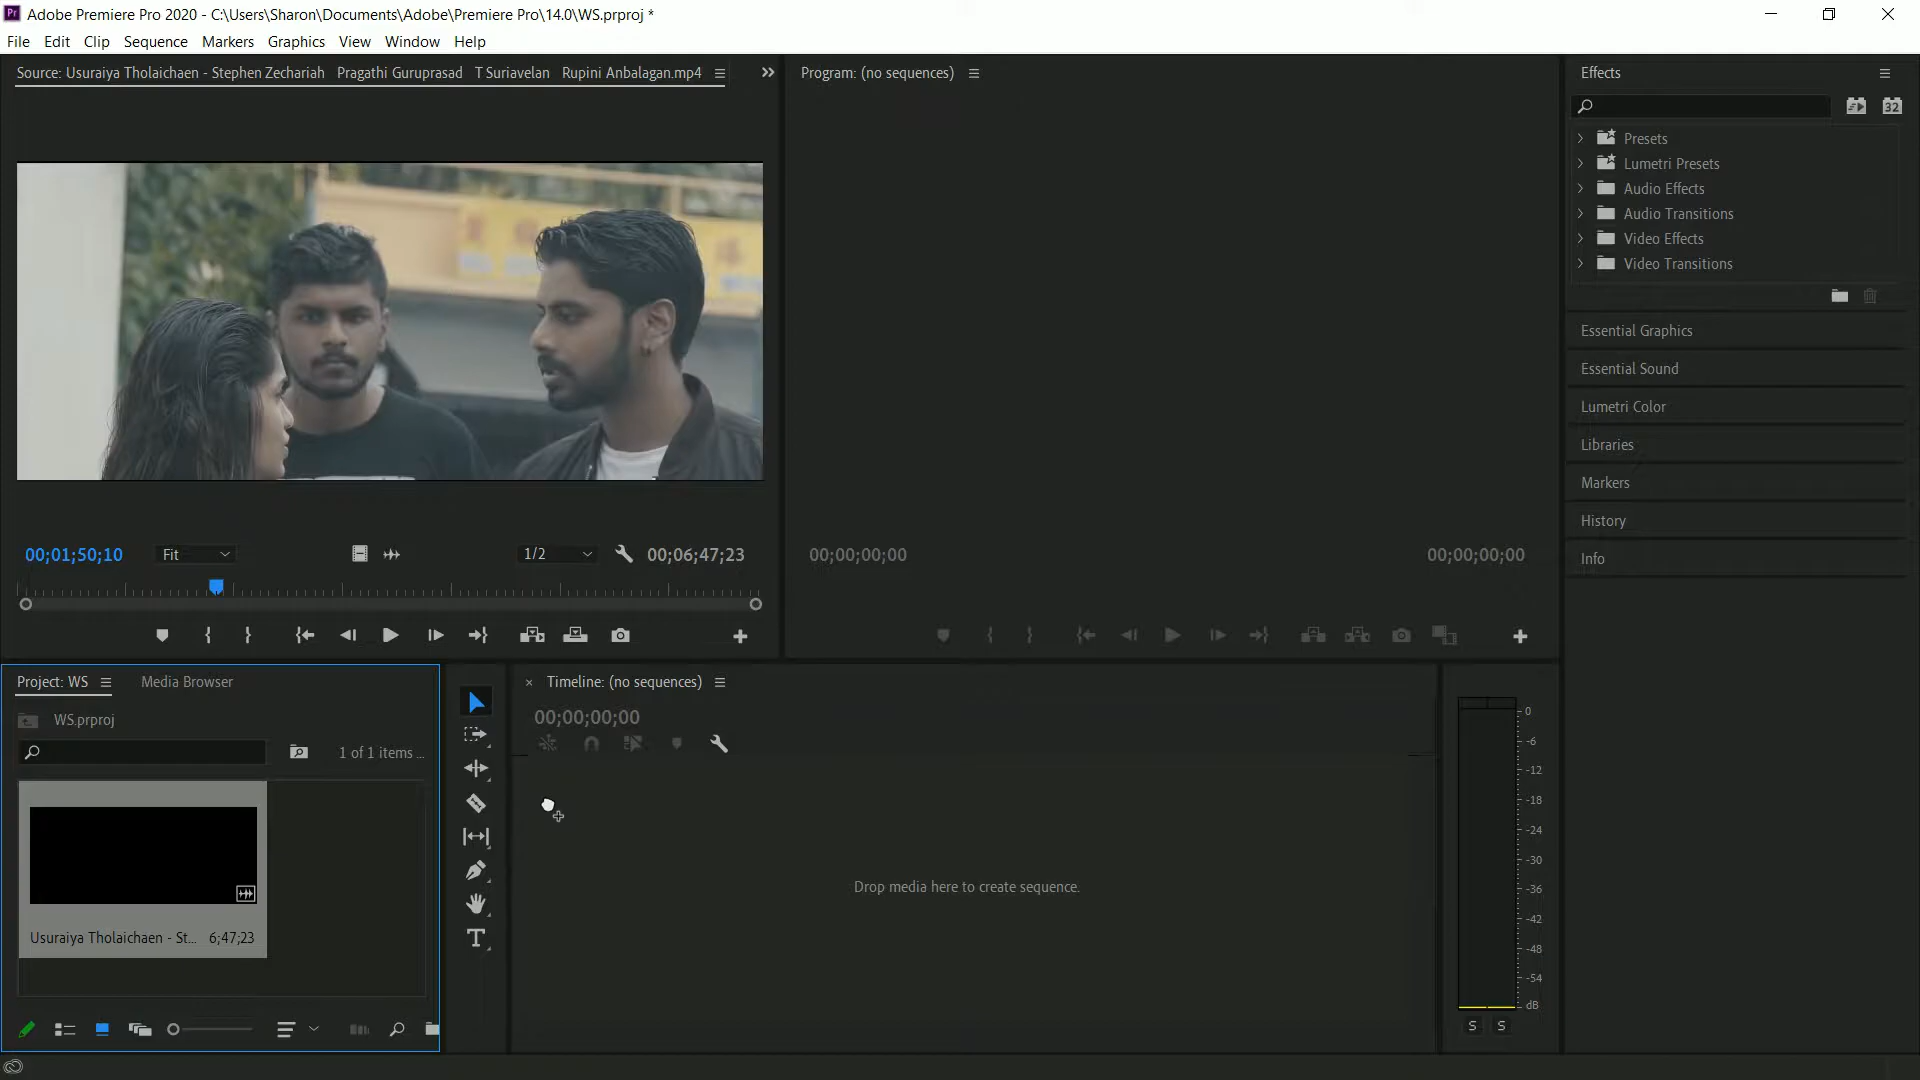 Adobe Premiere Pro 2020 - C:\Users\Sharon\Documents\Adobe\Premiere Pro\14.0\WS.prproj *
File Edit Clip Sequence Markers Graphics View Window Help
Source: Usuraiya Tholaichaen - Stephen Zechariah Pragathi Guruprasad T Suriavelan Rupini Anbalagan.mp4
00;01;50;10 Fit 1/2 00;06;47;23
Program: (no sequences)
00;00;00;00 00;00;00;00
Effects
32
Presets
Lumetri Presets
Audio Effects
Audio Transitions
Video Effects
Video Transitions
Essential Graphics
Essential Sound
Lumetri Color
Libraries
Markers
History
Info
Project: WS Media Browser
WS.prproj
1 of 1 items ...
Usuraiya Tholaichaen - St... 6;47;23
× Timeline: (no sequences)
00;00;00;00
Drop media here to create sequence.
0
-6
-12
-18
-24
-30
-36
-42
-48
-54
dB
S S